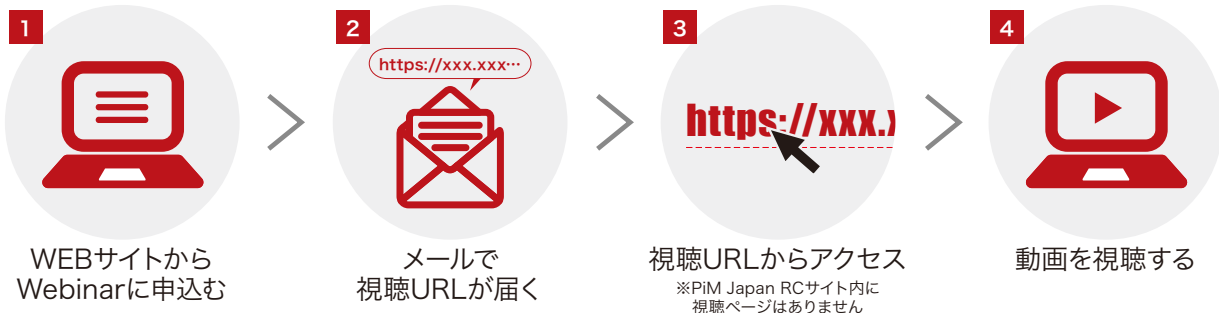 1
WEBサイトから
Webinarに申込む
2
https://xxx.xxx…
メールで
視聴URLが届く
3
https://xxx.x
視聴URLからアクセス
※PiM Japan RCサイト内に
視聴ページはありません
4
動画を視聴する